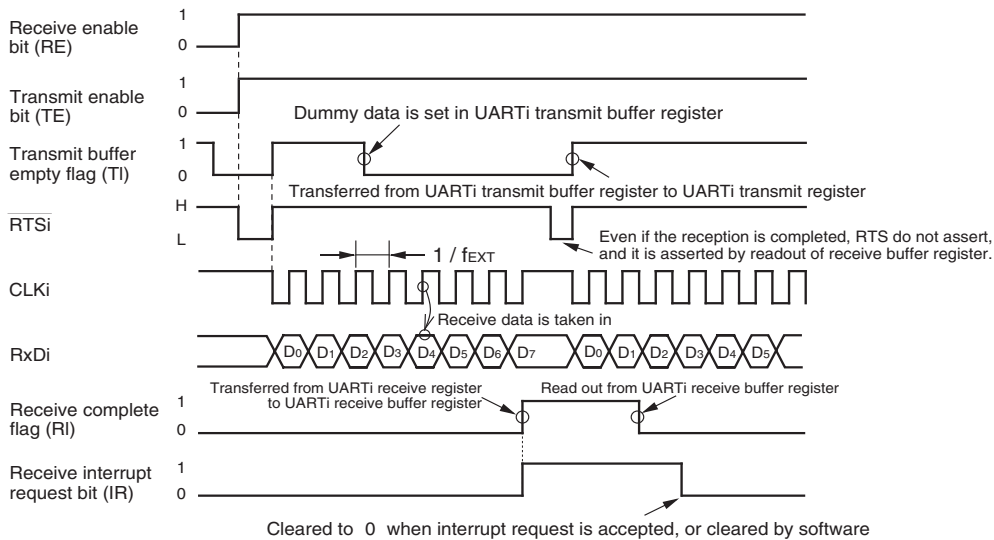 Receive enable
bit (RE)
1
0
Transmit enable
bit (TE)
1
0
Dummy data is set in UARTi transmit buffer register
Transmit buffer
empty flag (Tl)
1
0
Transferred from UARTi transmit buffer register to UARTi transmit register
RTSi
H
L
Even if the reception is completed, RTS do not assert,
and it is asserted by readout of receive buffer register.
1 / fEXT
CLKi
Receive data is taken in
RxDi
D0 D1 D2 D3 D4 D5 D6 D7 D0 D1 D2 D3 D4 D5
Transferred from UARTi receive register
to UARTi receive buffer register
Read out from UARTi receive buffer register
Receive complete
flag (Rl)
1
0
Receive interrupt
request bit (IR)
1
0
Cleared to 0 when interrupt request is accepted, or cleared by software